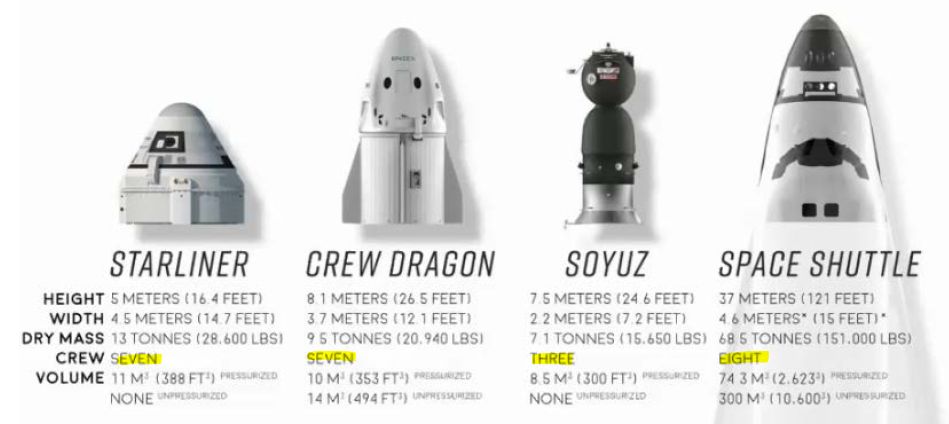 SPACEX
STARLINER CREW DRAGON SOYUZ SPACE SHUTTLE
HEIGHT 5 METERS (16.4 FEET) 8.1 METERS (26.5 FEET) 7.5 METERS (24.6 FEET) 37 METERS (121 FEET)
WIDTH 4.5 METERS (14.7 FEET) 3.7 METERS (12.1 FEET) 2.2 METERS (7.2 FEET) 4.6 METERS* (15 FEET)*
DRY MASS 13 TONNES (28.600 LBS) 9.5 TONNES (20.940 LBS) 7.1 TONNES (15.650 LBS) 68.5 TONNES (151.000 LBS)
CREW SEVEN SEVEN THREE EIGHT
VOLUME 11 M³ (388 FT³) PRESSURIZED 10 M³ (353 FT³) PRESSURIZED 8.5 M³ (300 FT³) PRESSURIZED 74.3 M³ (2.623³) PRESSURIZED
NONE UNPRESSURIZED 14 M³ (494 FT³) UNPRESSURIZED NONE UNPRESSURIZED 300 M³ (10.600³) UNPRESSURIZED